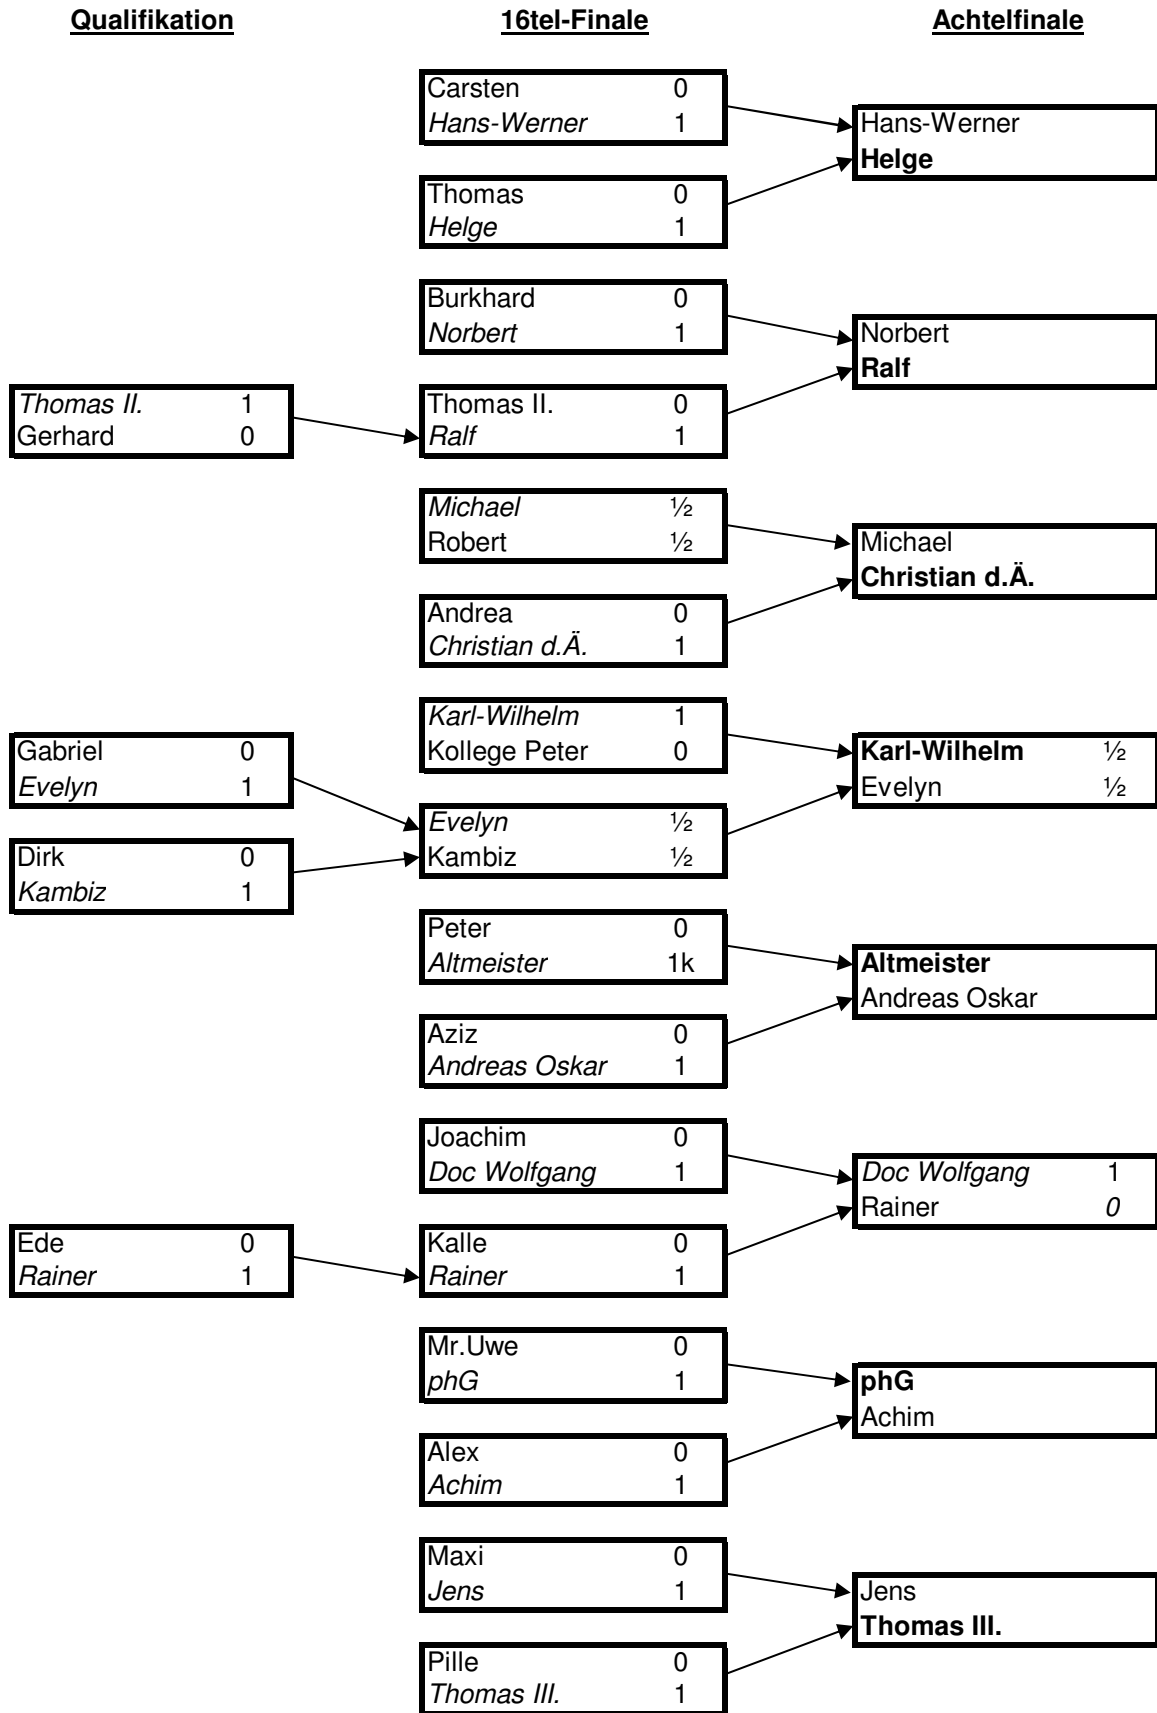 Qualifikation 16tel-Finale Achtelfinale
Carsten 0
Hans-Werner 1
Hans-Werner
Helge
Thomas 0
Helge 1
Burkhard 0
Norbert 1
Norbert
Ralf
Thomas II. 1
Gerhard 0
Thomas II. 0
Ralf 1
Michael ½
Robert ½
Michael
Christian d.Ä.
Andrea 0
Christian d.Ä. 1
Karl-Wilhelm 1
Kollege Peter 0
Gabriel 0
Evelyn 1
Karl-Wilhelm ½
Evelyn ½
Evelyn ½
Kambiz ½
Dirk 0
Kambiz 1
Peter 0
Altmeister 1k
Altmeister
Andreas Oskar
Aziz 0
Andreas Oskar 1
Joachim 0
Doc Wolfgang 1
Doc Wolfgang 1
Rainer 0
Ede 0
Rainer 1
Kalle 0
Rainer 1
Mr.Uwe 0
phG 1
phG
Achim
Alex 0
Achim 1
Maxi 0
Jens 1
Jens
Thomas III.
Pille 0
Thomas III. 1